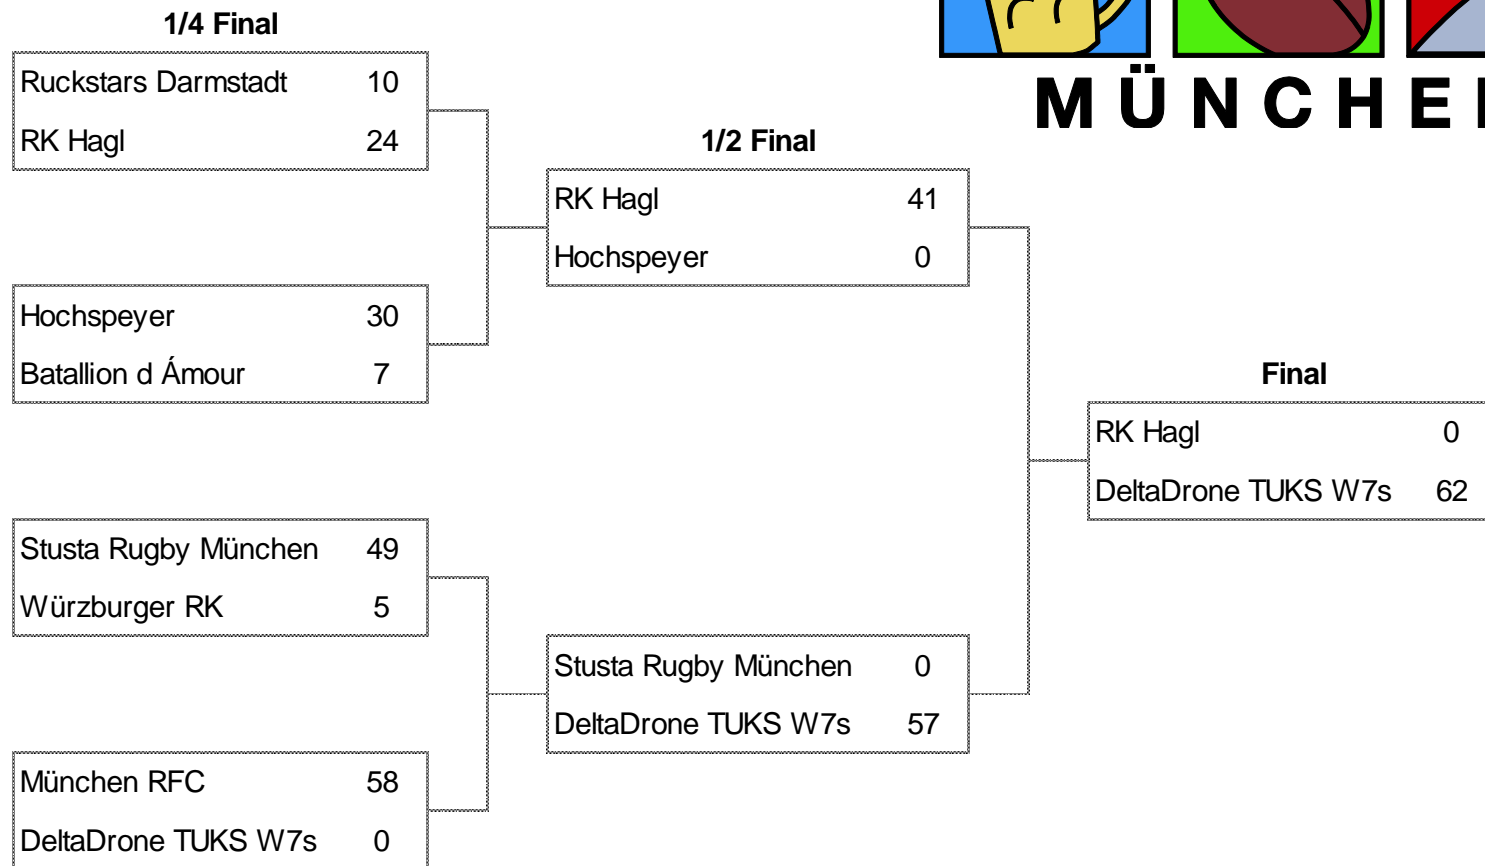 1/4 Final
Ruckstars Darmstadt 10
RK Hagl 24
Hochspeyer 30
Batallion d Ámour 7
Stusta Rugby München 49
Würzburger RK 5
München RFC 58
DeltaDrone TUKS W7s 0
1/2 Final
RK Hagl 41
Hochspeyer 0
Stusta Rugby München 0
DeltaDrone TUKS W7s 57
MÜNCHE
Final
RK Hagl 0
DeltaDrone TUKS W7s 62